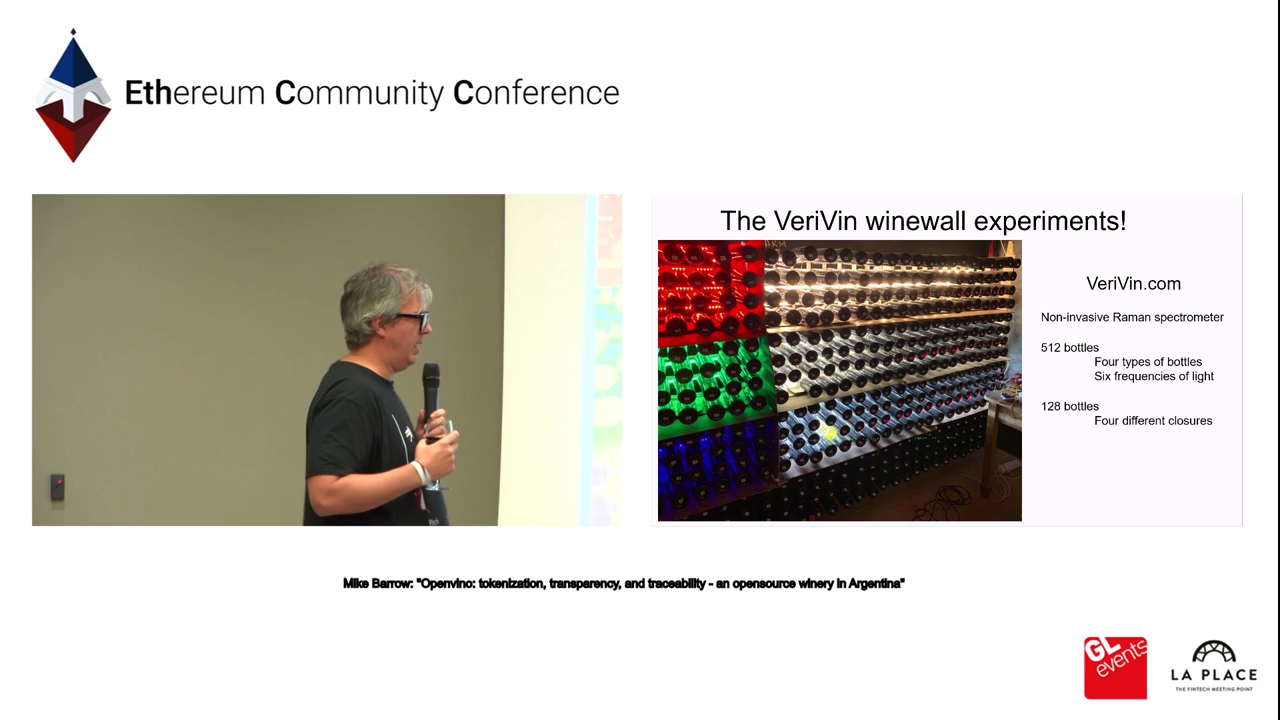 Ethereum Community Conference
The VeriVin winewall experiments!
VeriVin.com
Non-invasive Raman spectrometer
512 bottles
Four types of bottles
Six frequencies of light
128 bottles
Four different closures
Mike Barrow: "Openvino: tokenization, transparency, and traceability - an opensource winery in Argentina"
GL
events
LA PLACE
THE FINTECH MEETING POINT